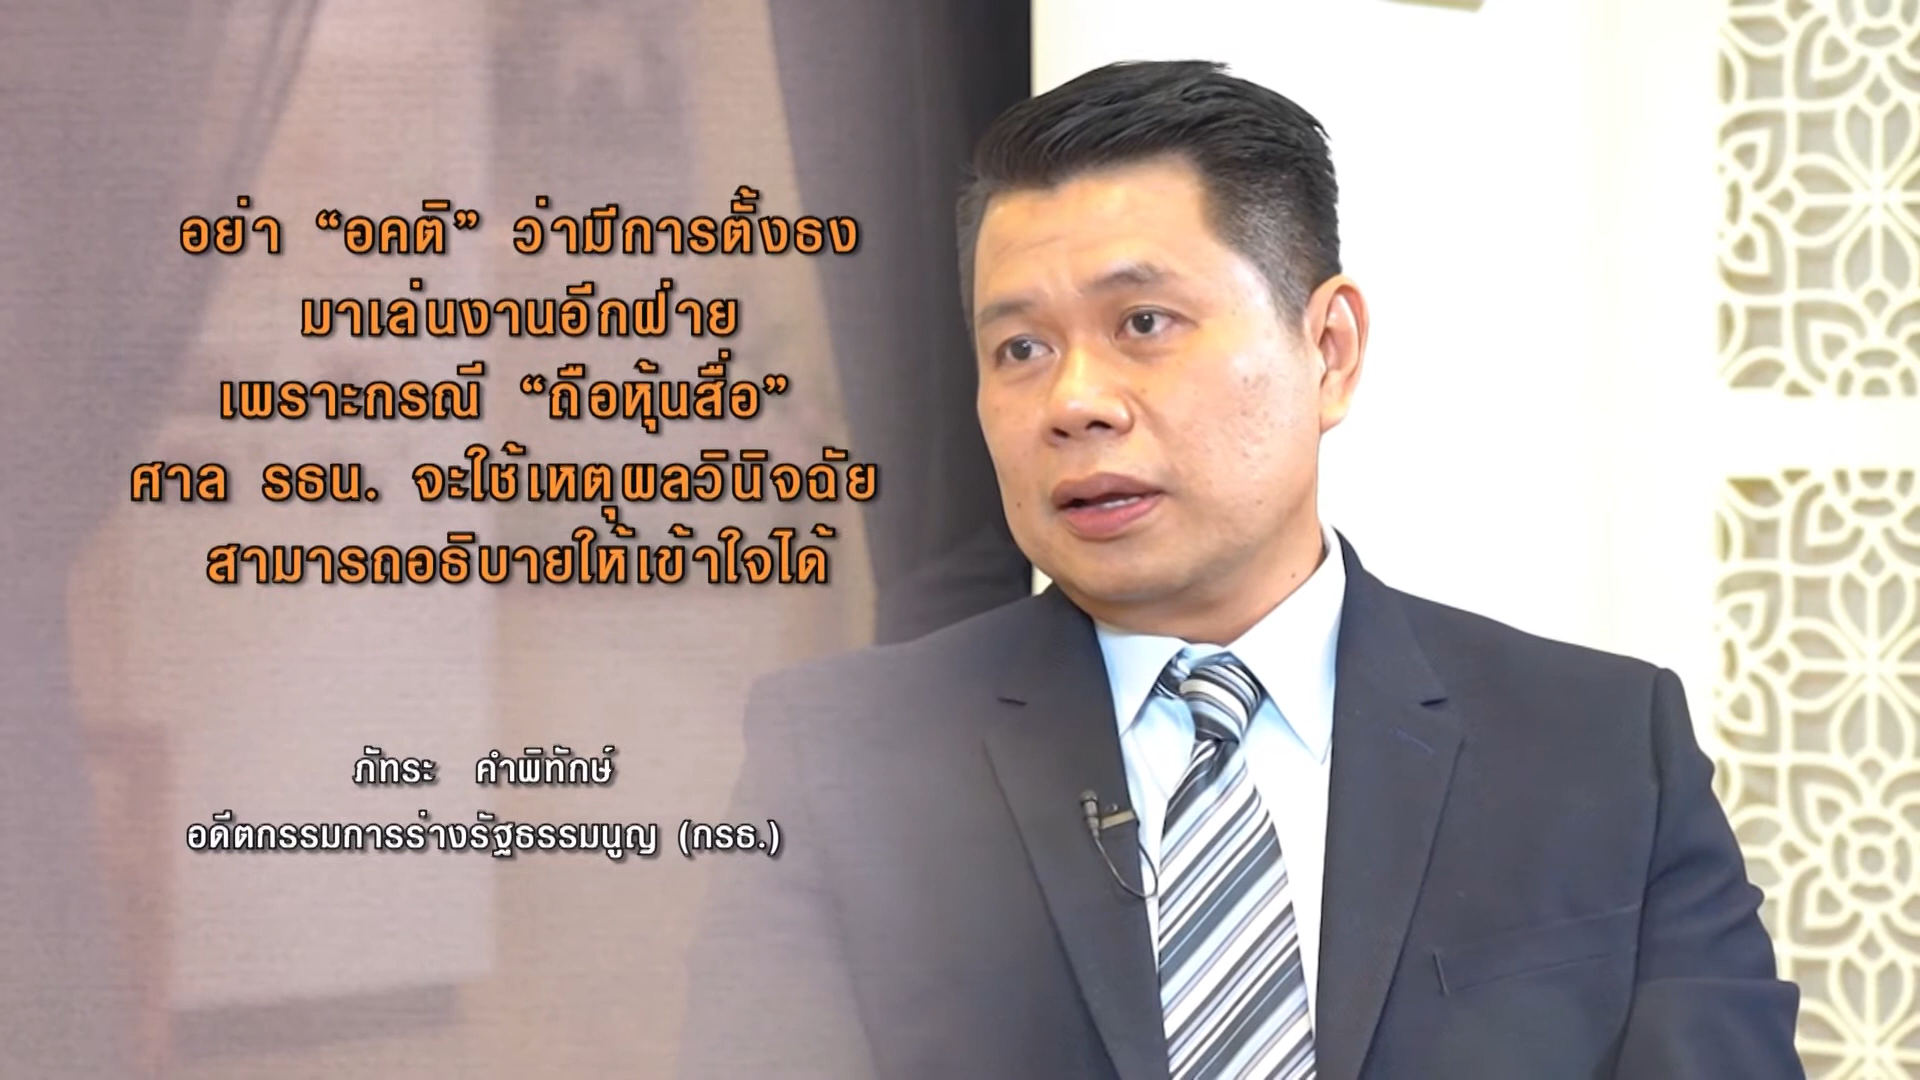 อย่า “อคติ” ว่ามีการตั้งธง
มาเล่นงานอีกฝ่าย
เพราะกรณี “ถือหุ้นสื่อ”
ศาล รธน. จะใช้เหตุผลวินิจฉัย
สามารถอธิบายให้เข้าใจได้
ภัทระ คำพิทักษ์
อดีตกรรมการร่างรัฐธรรมนูญ (กรธ.)